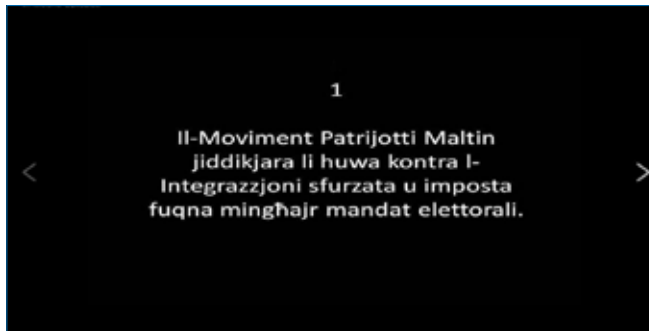 1
Il-Moviment Patrijotti Maltin
jiddikjara li huwa kontra l-
Integrazzjoni sfurzata u imposta
fuqna mingħajr mandat elettorali.